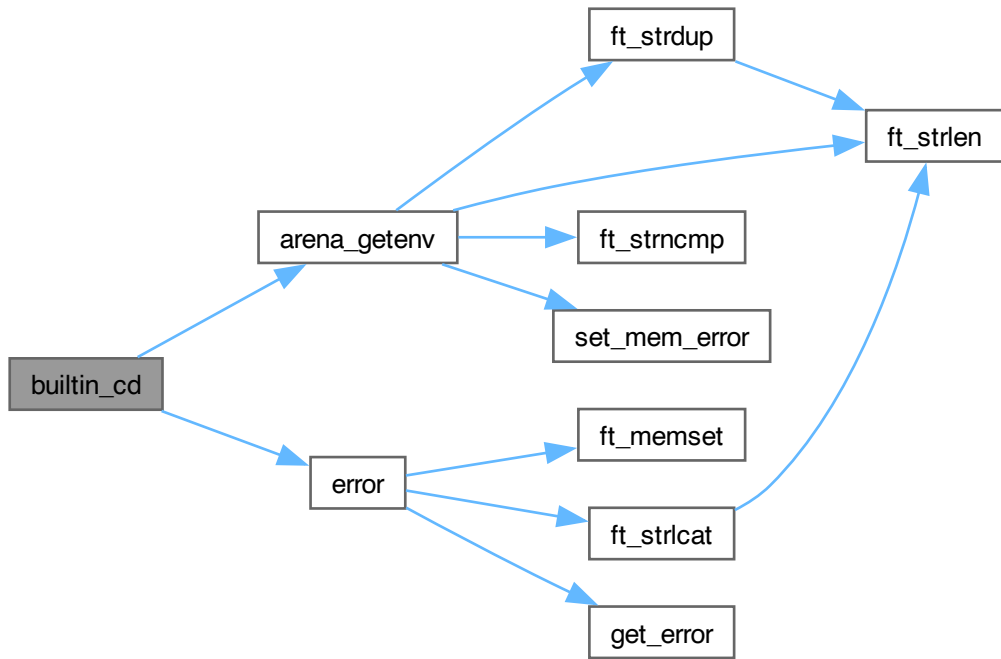 ft_strdup
ft_strlen
arena_getenv
ft_strncmp
set_mem_error
builtin_cd
ft_memset
error
ft_strlcat
get_error